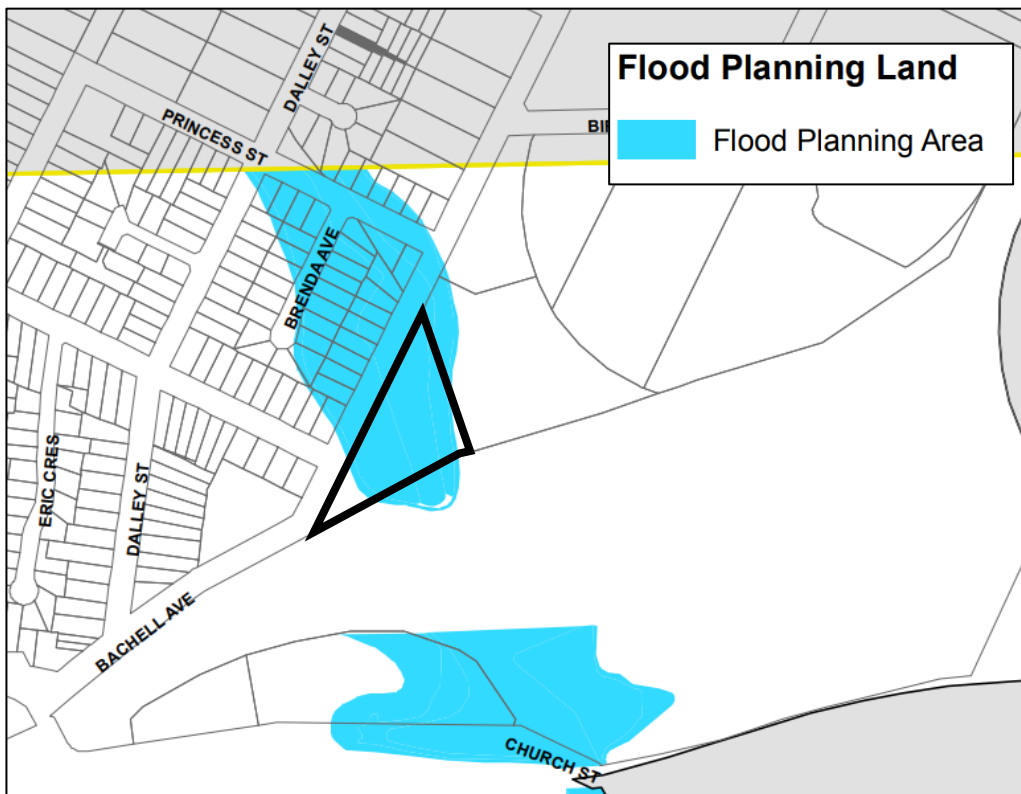 DALLEY ST
PRINCESS ST
Flood Planning Land
BIR
Flood Planning Area
BRENDA AVE
ERIC CRES
DALLEY ST
BACHELL AVE
CHURCH ST